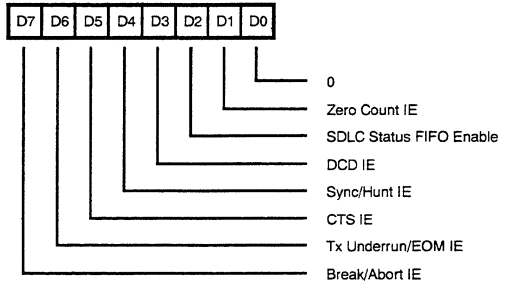 D7 D6 D5 D4 D3 D2 D1 D0
0
Zero Count IE
SDLC Status FIFO Enable
DCD IE
Sync/Hunt IE
CTS IE
Tx Underrun/EOM IE
Break/Abort IE